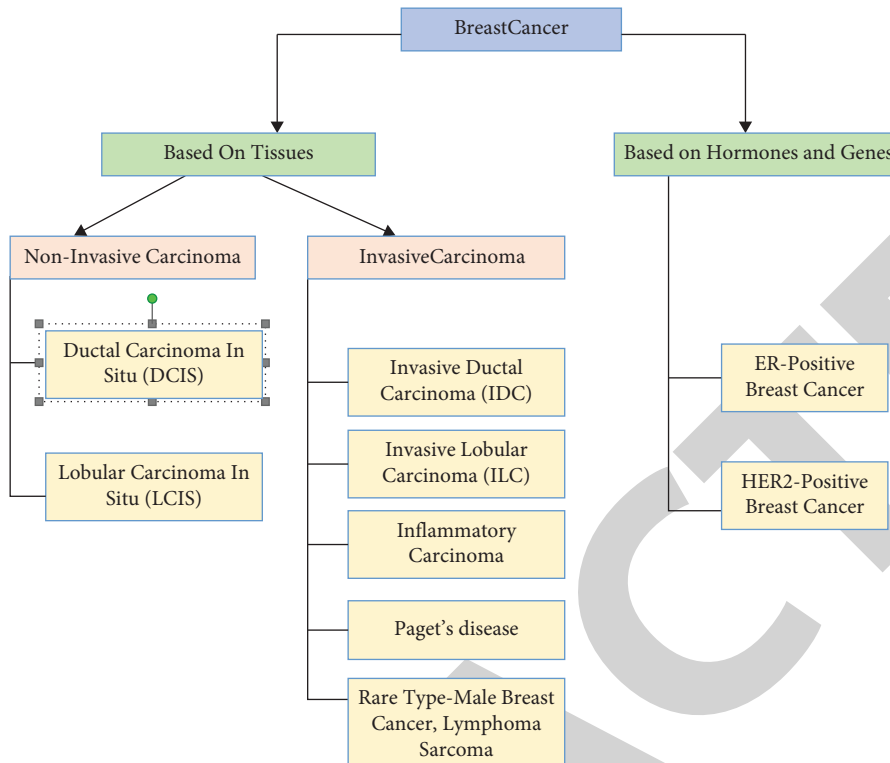 BreastCancer
Based On Tissues
Based on Hormones and Genes
Non-Invasive Carcinoma
InvasiveCarcinoma
Ductal Carcinoma In
Situ (DCIS)
Lobular Carcinoma In
Situ (LCIS)
Invasive Ductal
Carcinoma (IDC)
Invasive Lobular
Carcinoma (ILC)
Inflammatory
Carcinoma
Paget’s disease
Rare Type-Male Breast
Cancer, Lymphoma
Sarcoma
ER-Positive
Breast Cancer
HER2-Positive
Breast Cancer